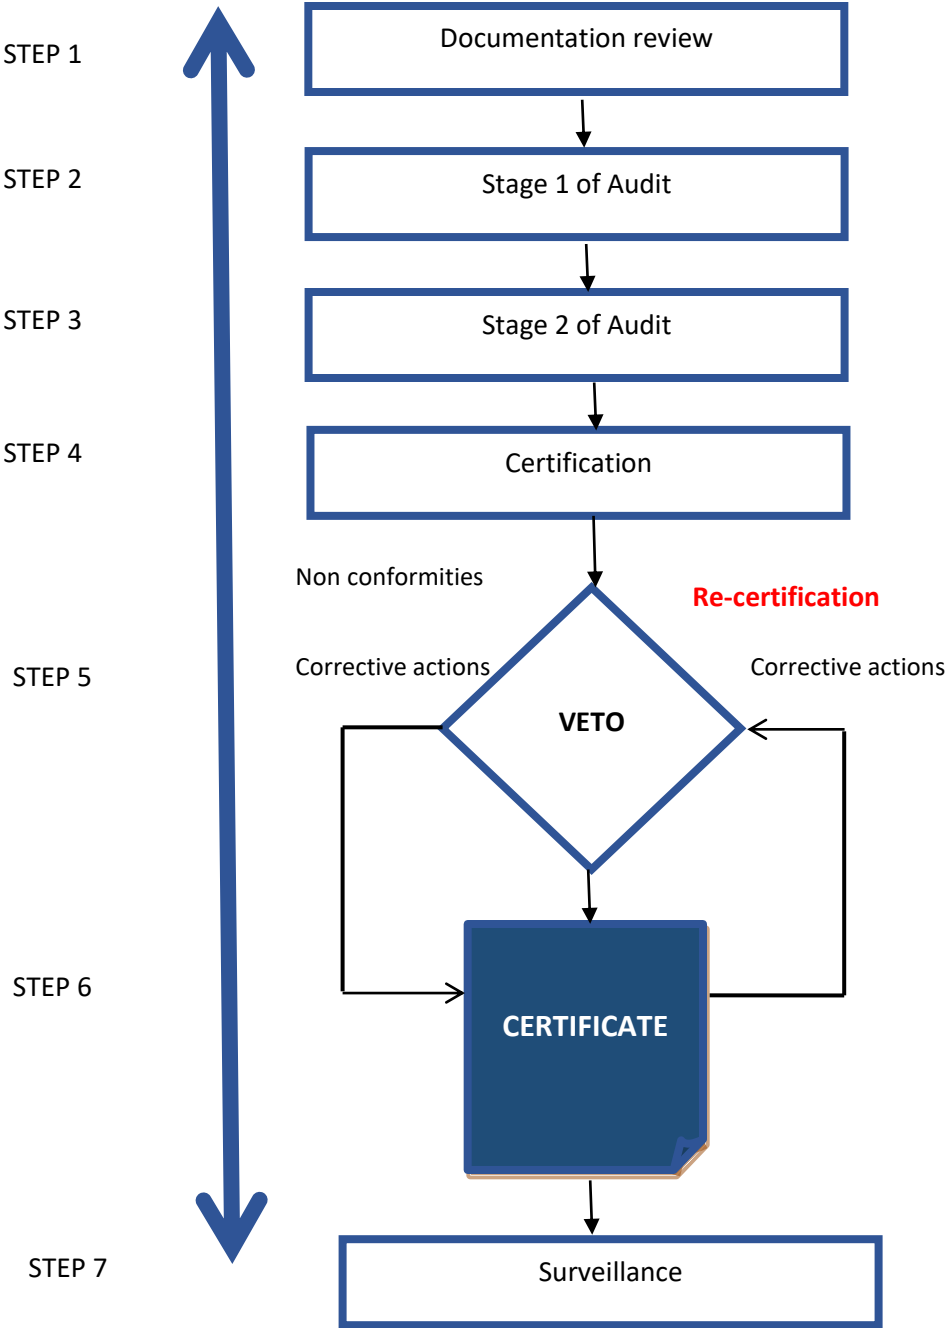 STEP 1
Documentation review
STEP 2
Stage 1 of Audit
STEP 3
Stage 2 of Audit
STEP 4
Certification
Non conformities
Re-certification
STEP 5
Corrective actions
Corrective actions
VETO
STEP 6
CERTIFICATE
STEP 7
Surveillance